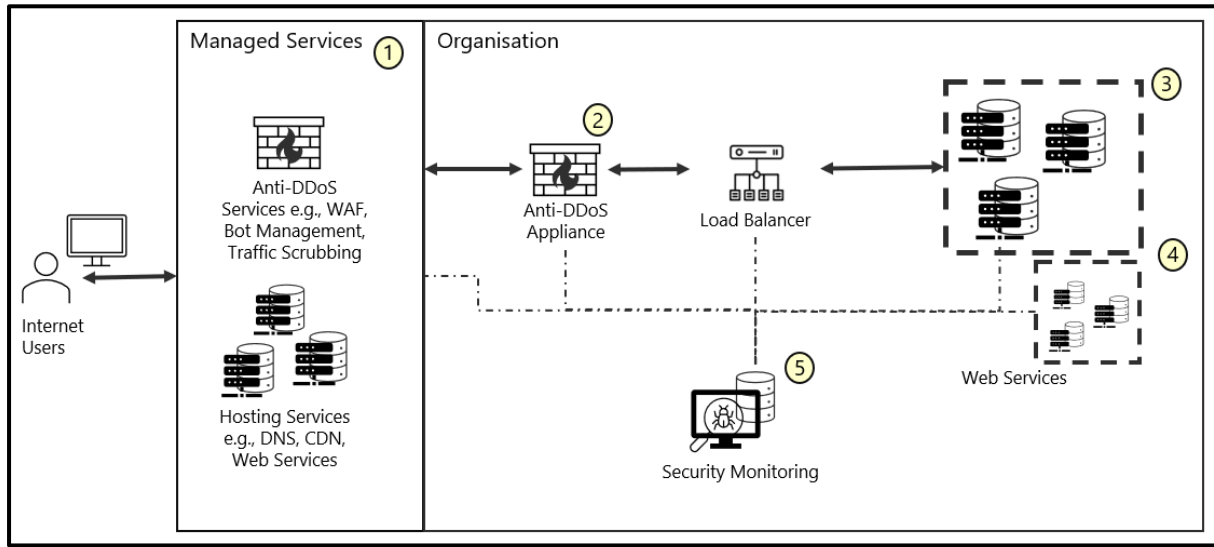 Managed Services
1
Organisation
3
2
Anti-DDoS
Services e.g., WAF,
Bot Management,
Traffic Scrubbing
Anti-DDoS
Appliance
Load Balancer
4
Internet
Users
5
Web Services
Hosting Services
e.g., DNS, CDN,
Web Services
Security Monitoring